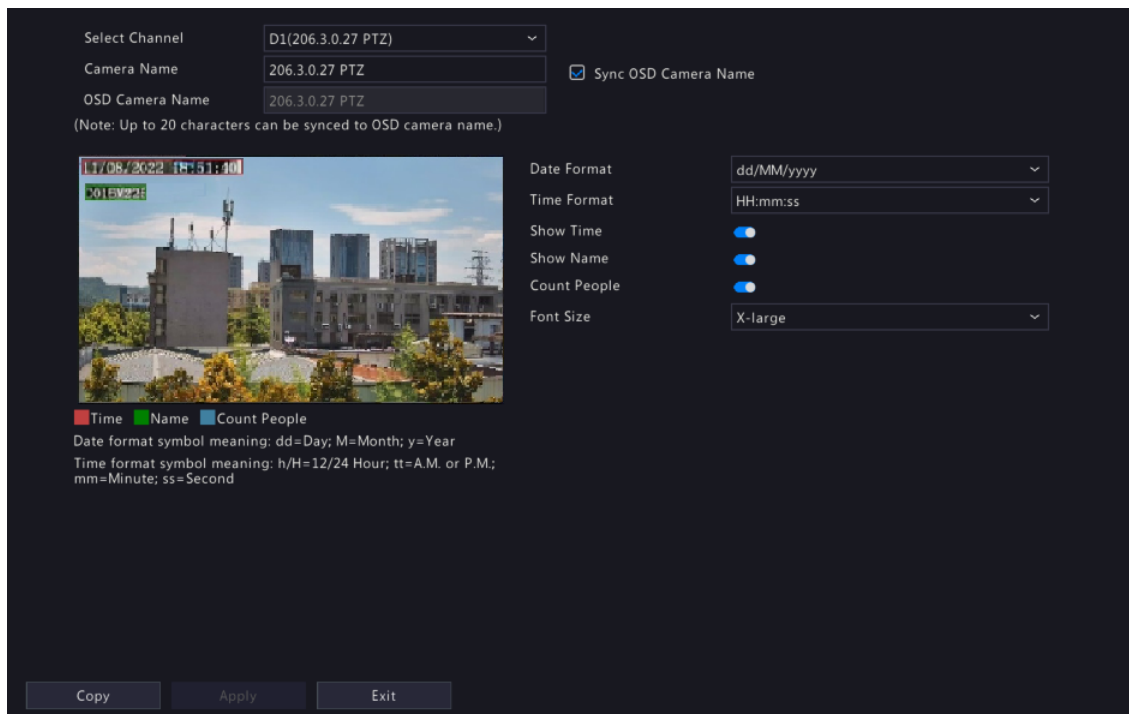 Select Channel D1(206.3.0.27 PTZ)
Camera Name 206.3.0.27 PTZ
Sync OSD Camera Name
OSD Camera Name 206.3.0.27 PTZ
(Note: Up to 20 characters can be synced to OSD camera name.)
11/08/2022 18:51:40
Date Format dd/MM/yyyy
Time Format HH:mm:ss
Show Time
Show Name
Count People
Font Size X-large
Time Name Count People
Date format symbol meaning: dd=Day; M=Month; y=Year
Time format symbol meaning: h/H=12/24 Hour; tt=A.M. or P.M.;
mm=Minute; ss=Second
Copy Apply Exit